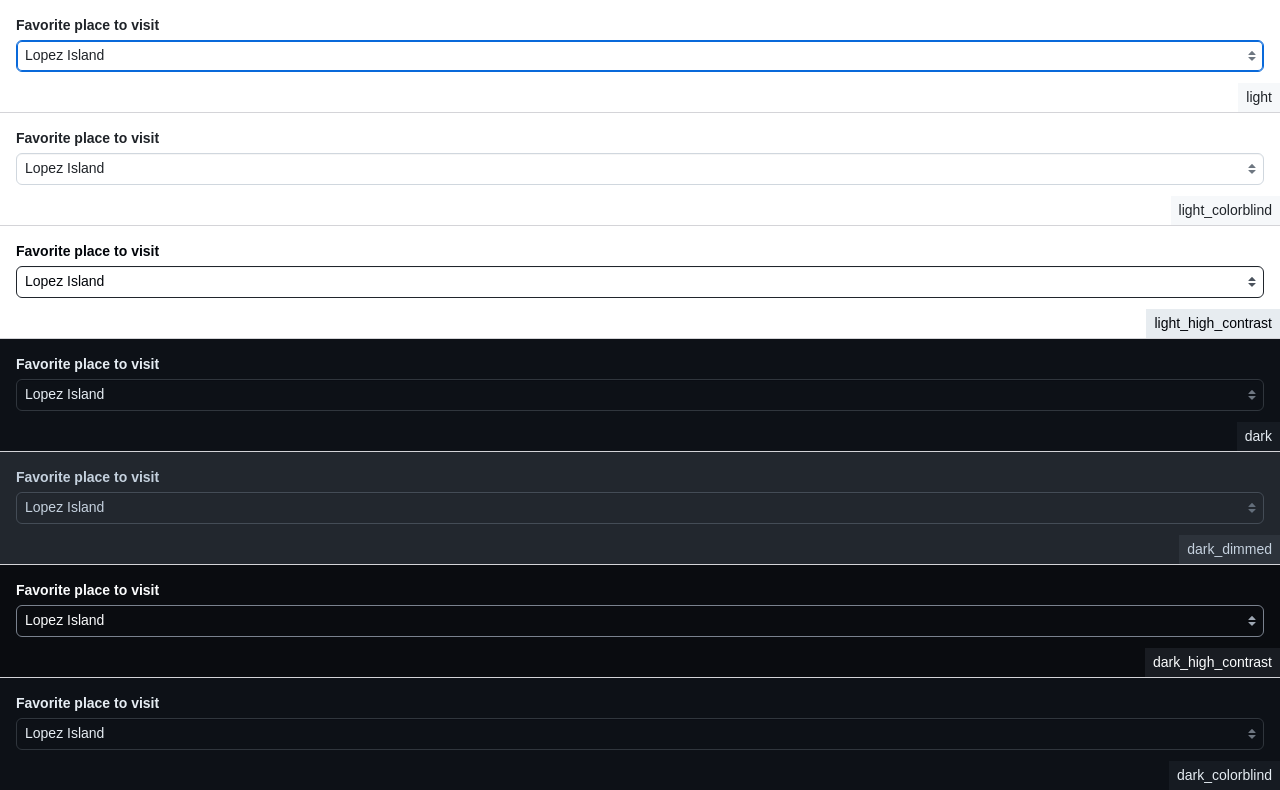 Favorite place to visit
Lopez Island
light
Favorite place to visit
Lopez Island
light_colorblind
Favorite place to visit
Lopez Island
light_high_contrast
Favorite place to visit
Lopez Island
dark
Favorite place to visit
Lopez Island
dark_dimmed
Favorite place to visit
Lopez Island
dark_high_contrast
Favorite place to visit
Lopez Island
dark_colorblind